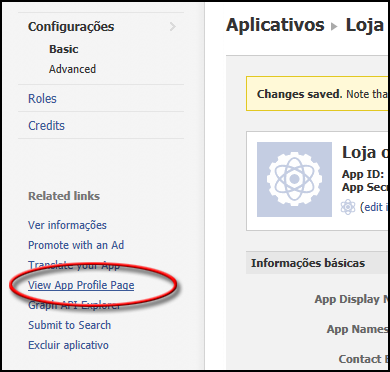 Configurações
Basic
Advanced
Roles
Credits
Related links
Ver informações
Promote with an Ad
Translate your App
View App Profile Page
Graph API Explorer
Submit to Search
Excluir aplicativo
Aplicativos ▸ Loja
Changes saved. Note tha
Loja o
App ID:
App Secr
(edit i
Informações básicas
App Display N
App Names
Contact E